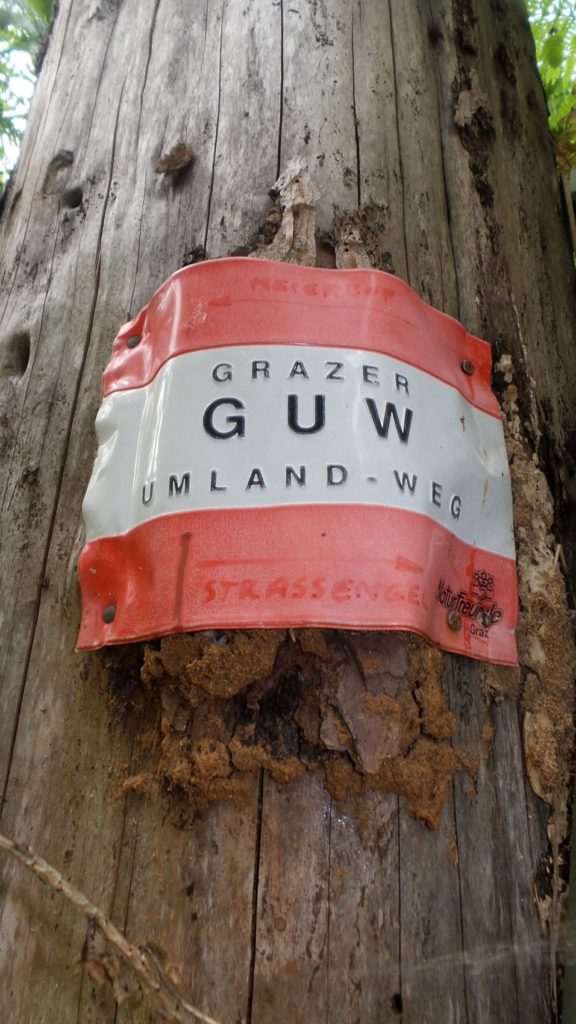 GRAZER
GUW
UMLAND-WEG
STRASSENGEL
Naturfreunde
Graz